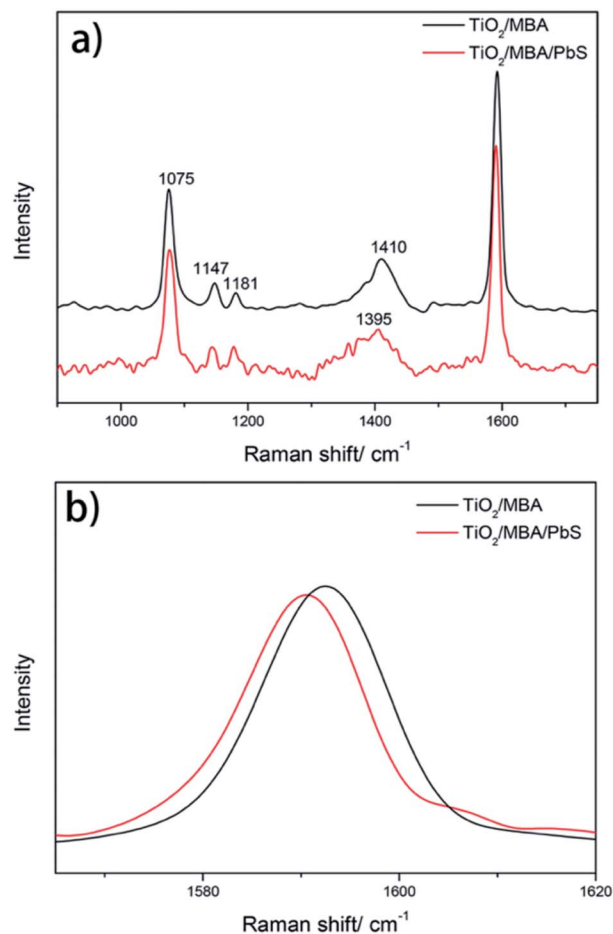 a)
TiO₂/MBA
TiO₂/MBA/PbS
1075
1147
1181
1410
1395
Intensity
1000 1200 1400 1600
Raman shift/ cm⁻¹
b)
TiO₂/MBA
TiO₂/MBA/PbS
Intensity
1580 1600 1620
Raman shift/ cm⁻¹